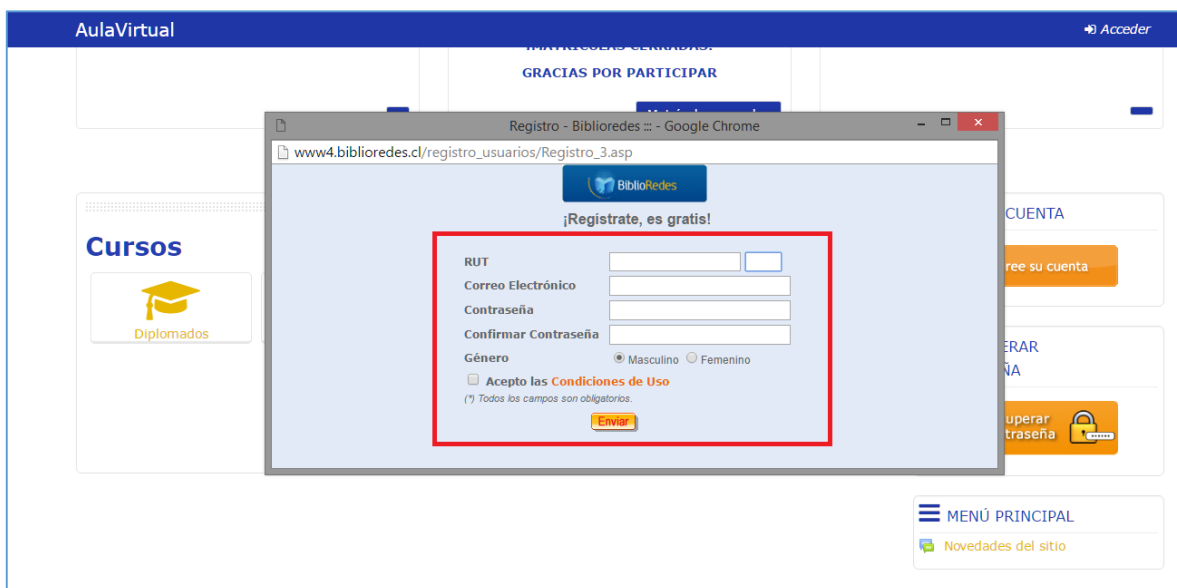 AulaVirtual
Acceder
GRACIAS POR PARTICIPAR
Registro - Biblioredes ::: - Google Chrome
www4.biblioredes.cl/registro_usuarios/Registro_3.asp
BiblioRedes
¡Registrate, es gratis!
RUT
Correo Electrónico
Contraseña
Confirmar Contraseña
Género
Masculino Femenino
Acepto las Condiciones de Uso
(*) Todos los campos son obligatorios.
Enviar
Cursos
Diplomados
CUENTA
ree su cuenta
ERAR
ÑA
uperar
traseña
MENÚ PRINCIPAL
Novedades del sitio